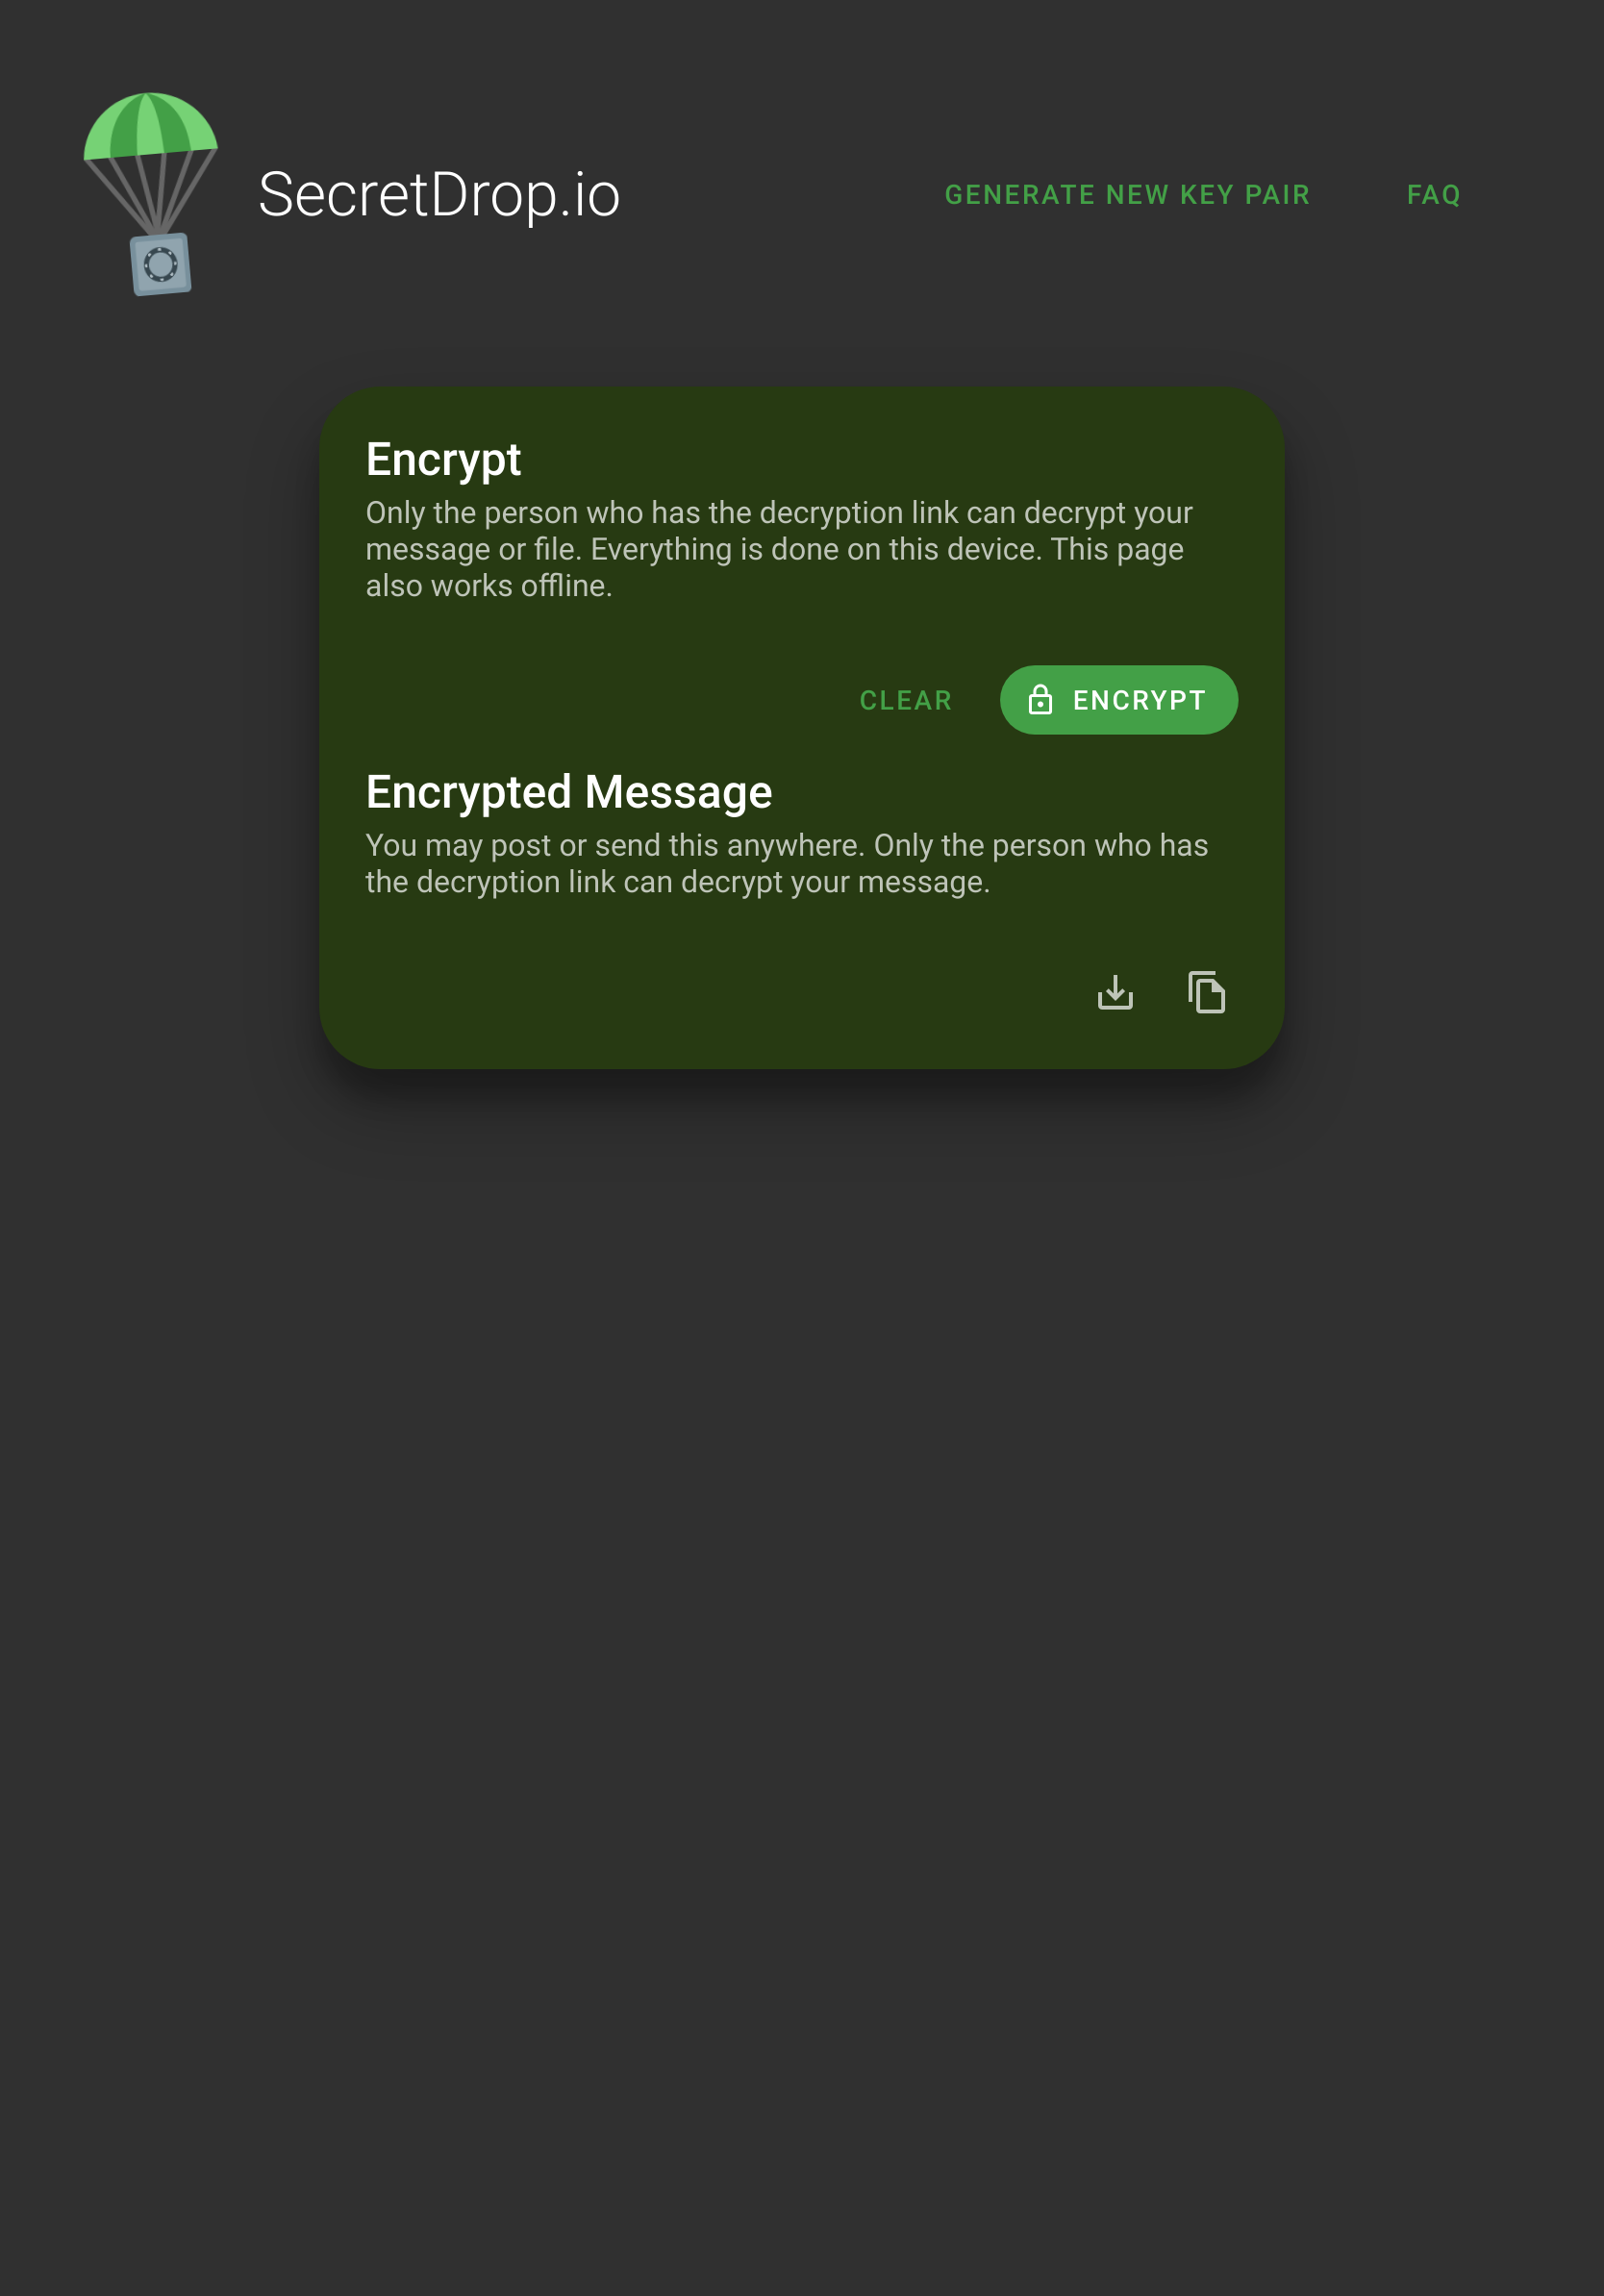 SecretDrop.io
GENERATE NEW KEY PAIR
FAQ
Encrypt
Only the person who has the decryption link can decrypt your
message or file. Everything is done on this device. This page
also works offline.
CLEAR
ENCRYPT
Encrypted Message
You may post or send this anywhere. Only the person who has
the decryption link can decrypt your message.